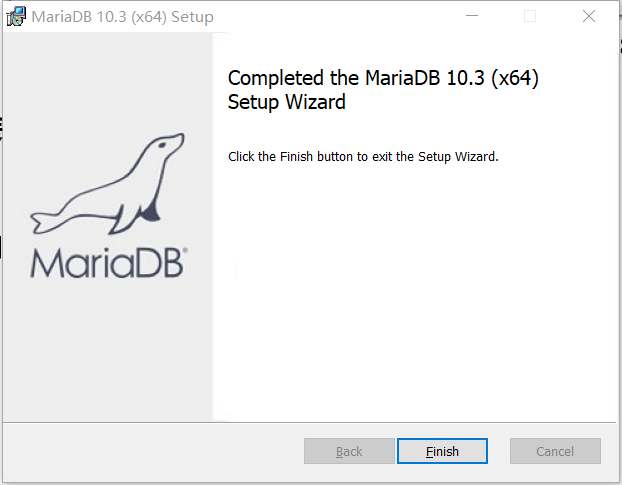 MariaDB 10.3 (x64) Setup
Completed the MariaDB 10.3 (x64)
Setup Wizard
Click the Finish button to exit the Setup Wizard.
MariaDB®
Back
Finish
Cancel